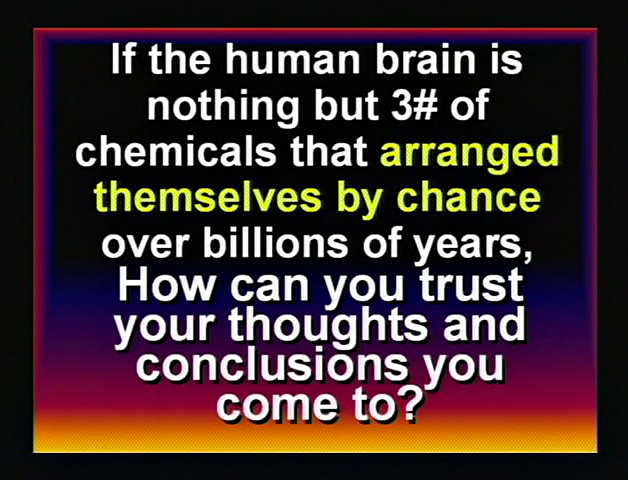 If the human brain is
nothing but 3# of
chemicals that arranged
themselves by chance
over billions of years,
How can you trust
your thoughts and
conclusions you
come to?